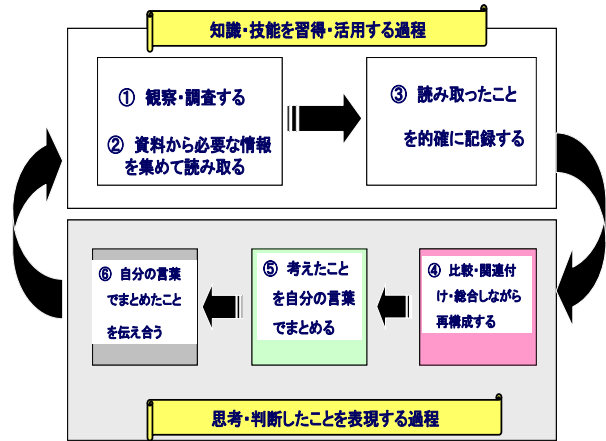 知識・技能を習得・活用する過程
① 観察・調査する
② 資料から必要な情報
を集めて読み取る
③ 読み取ったこと
を的確に記録する
④ 比較・関連付
け・総合しながら
再構成する
⑤ 考えたこと
を自分の言葉
でまとめる
⑥ 自分の言葉
でまとめたこと
を伝え合う
思考・判断したことを表現する過程